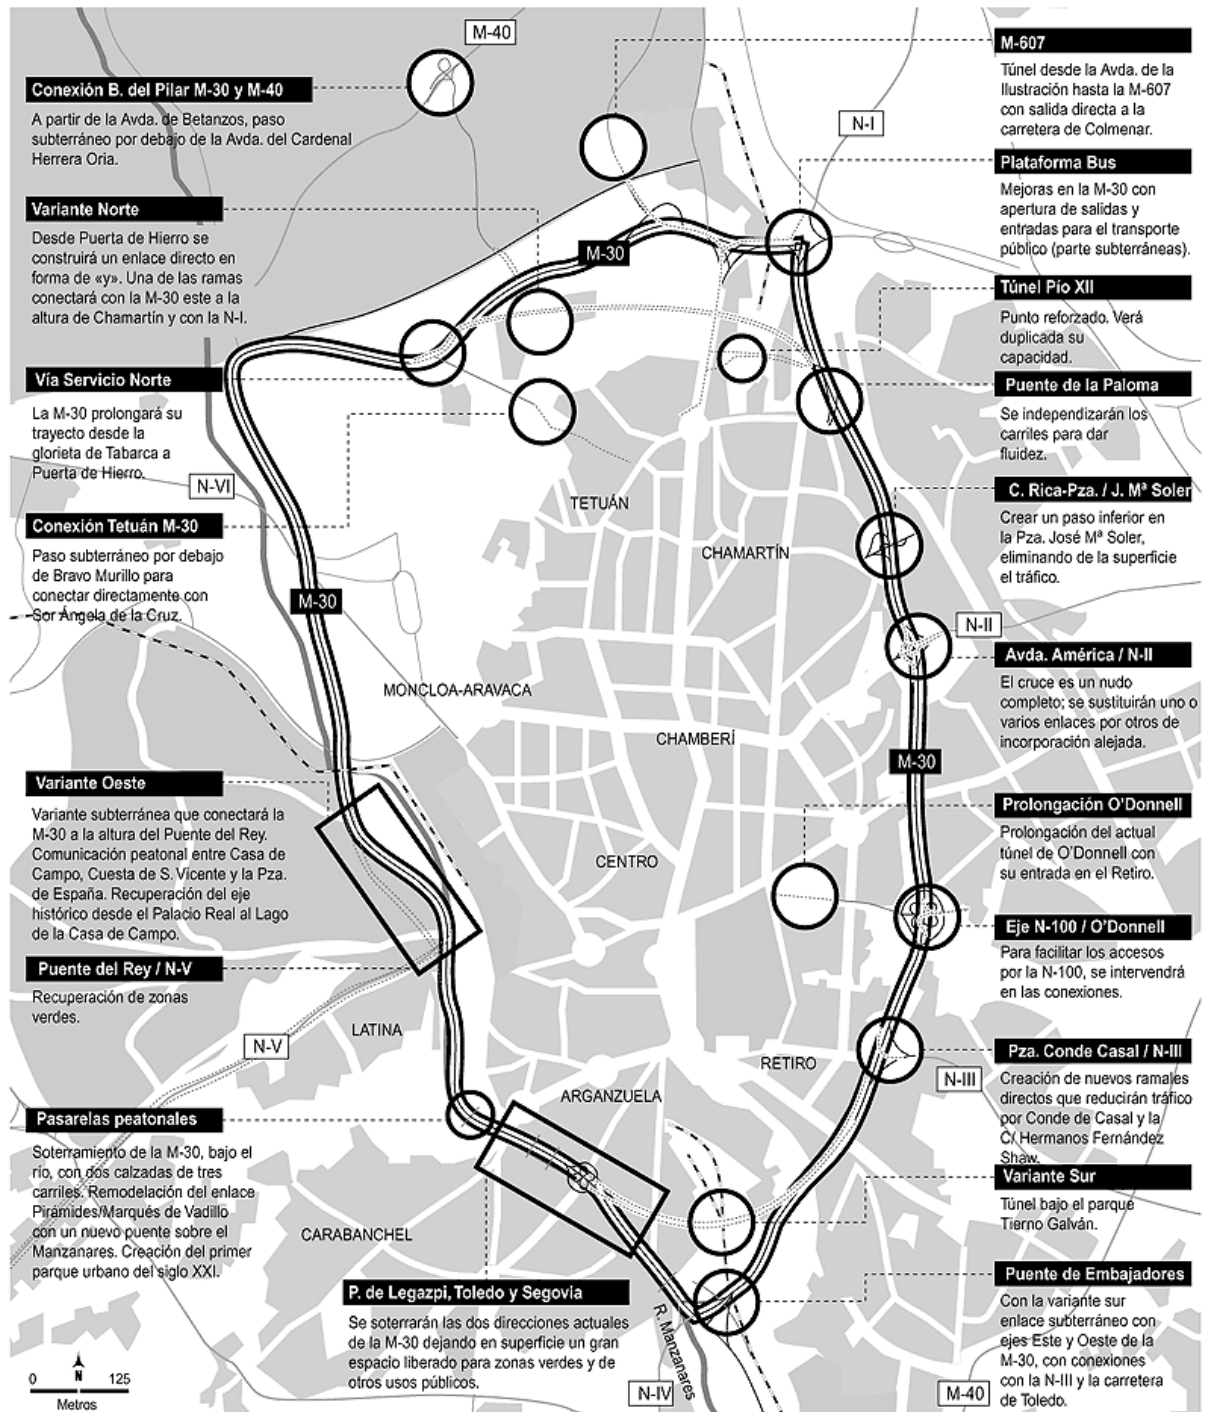 M-40
Conexión B. del Pilar M-30 y M-40
A partir de la Avda. de Betanzos, paso
subterráneo por debajo de la Avda. del Cardenal
Herrera Oria.
Variante Norte
Desde Puerta de Hierro se
construirá un enlace directo en
forma de «y». Una de las ramas
conectará con la M-30 este a la
altura de Chamartín y con la N-I.
Vía Servicio Norte
La M-30 prolongará su
trayecto desde la
glorieta de Tabarca a
Puerta de Hierro.
N-VI
Conexión Tetuán M-30
Paso subterráneo por debajo
de Bravo Murillo para
conectar directamente con
Sor Ángela de la Cruz.
Variante Oeste
Variante subterránea que conectará la
M-30 a la altura del Puente del Rey.
Comunicación peatonal entre Casa de
Campo, Cuesta de S. Vicente y la Pza.
de España. Recuperación del eje
histórico desde el Palacio Real al Lago
de la Casa de Campo.
Puente del Rey / N-V
Recuperación de zonas
verdes.
N-V
Pasarelas peatonales
Soterramiento de la M-30, bajo el
río, con dos calzadas de tres
carriles. Remodelación del enlace
Pirámides/Marqués de Vadillo
con un nuevo puente sobre el
Manzanares. Creación del primer
parque urbano del siglo XXI.
0 N 125
Metros
M-30
M-30
TETUÁN
CHAMARTÍN
MONCLOA-ARAVACA
CHAMBERÍ
CENTRO
LATINA
RETIRO
ARGANZUELA
CARABANCHEL
P. de Legazpi, Toledo y Segovia
Se soterrarán las dos direcciones actuales
de la M-30 dejando en superficie un gran
espacio liberado para zonas verdes y de
otros usos públicos.
R. Manzanares
N-IV
M-607
Túnel desde la Avda. de la
Ilustración hasta la M-607
con salida directa a la
carretera de Colmenar.
N-I
Plataforma Bus
Mejoras en la M-30 con
apertura de salidas y
entradas para el transporte
público (parte subterráneas).
Túnel Pío XII
Punto reforzado. Verá
duplicada su
capacidad.
Puente de la Paloma
Se independizarán los
carriles para dar
fluidez.
C. Rica-Pza. / J. Mª Soler
Crear un paso inferior en
la Pza. José Mª Soler,
eliminando de la superficie
el tráfico.
N-II
Avda. América / N-II
El cruce es un nudo
completo; se sustituirán uno o
varios enlaces por otros de
incorporación alejada.
M-30
Prolongación O'Donnell
Prolongación del actual
túnel de O'Donnell con
su entrada en el Retiro.
Eje N-100 / O'Donnell
Para facilitar los accesos
por la N-100, se intervendrá
en las conexiones.
Pza. Conde Casal / N-III
N-III
Creación de nuevos ramales
directos que reducirán tráfico
por Conde de Casal y la
C/ Hermanos Fernández
Shaw.
Variante Sur
Túnel bajo el parque
Tierno Galván.
Puente de Embajadores
Con la variante sur
enlace subterráneo con
ejes Este y Oeste de la
M-30, con conexiones
con la N-III y la carretera
de Toledo.
M-40